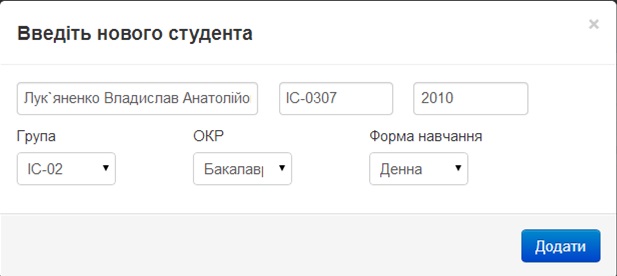 Введіть нового студента ×
Лук`яненко Владислав Анатолійо ІС-0307 2010
Група ОКР Форма навчання
ІС-02 Бакалавр Денна
Додати